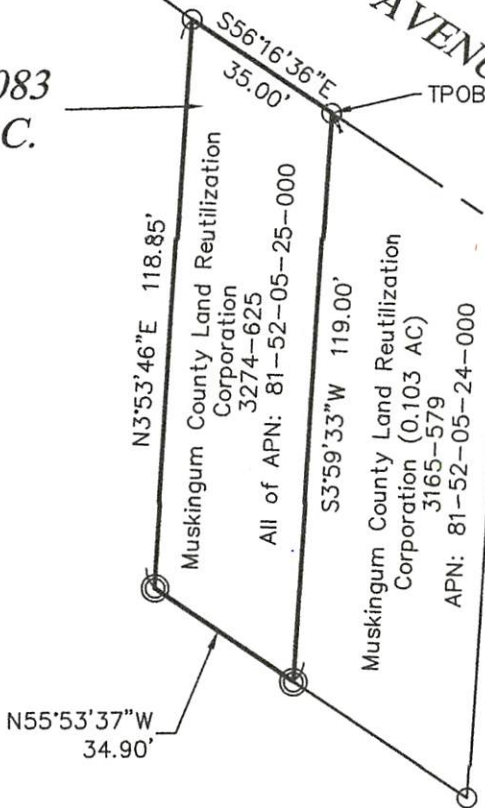 AVENU
S56°16'36"E
35.00'
TPOB
083
C.
N3°53'46"E 118.85'
Muskingum County Land Reutilization
Corporation
3274-625
All of APN: 81-52-05-25-000
S3°59'33"W 119.00'
Muskingum County Land Reutilization
Corporation (0.103 AC)
3165-579
APN: 81-52-05-24-000
N55°53'37"W
34.90'